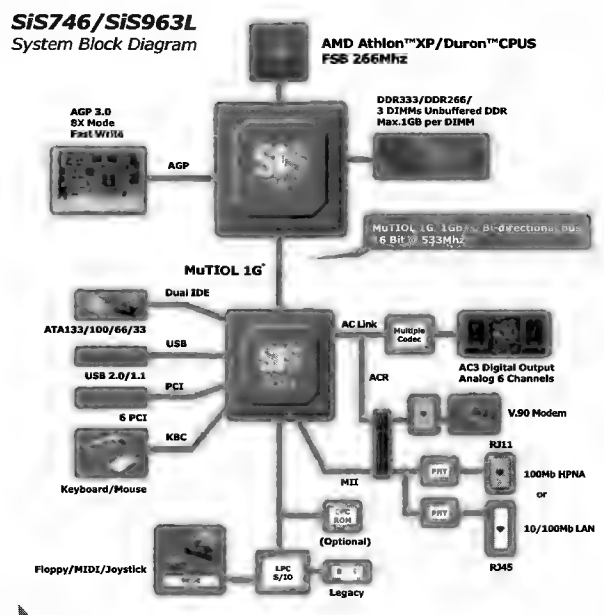 SiS746/SiS963L
System Block Diagram
AMD Athlon™XP/Duron™CPUS
FSB 266Mhz
AGP 3.0
8X Mode
Fast Write
DDR333/DDR266/
3 DIMMs Unbuffered DDR
Max.1GB per DIMM
AGP
MuTIOL 1G, 1Gb/s Bi-directional bus
16 Bit @ 533Mhz
MuTIOL 1G*
Dual IDE
ATA133/100/66/33
AC Link
Multiple
Codec
AC3 Digital Output
Analog 6 Channels
USB
USB 2.0/1.1
ACR
PCI
6 PCI
V.90 Modem
KBC
RJ11
Keyboard/Mouse
MII
PHY
100Mb HPNA
or
PHY
10/100Mb LAN
RJ45
ROM
(Optional)
Floppy/MIDI/Joystick
LPC
S/IO
Legacy